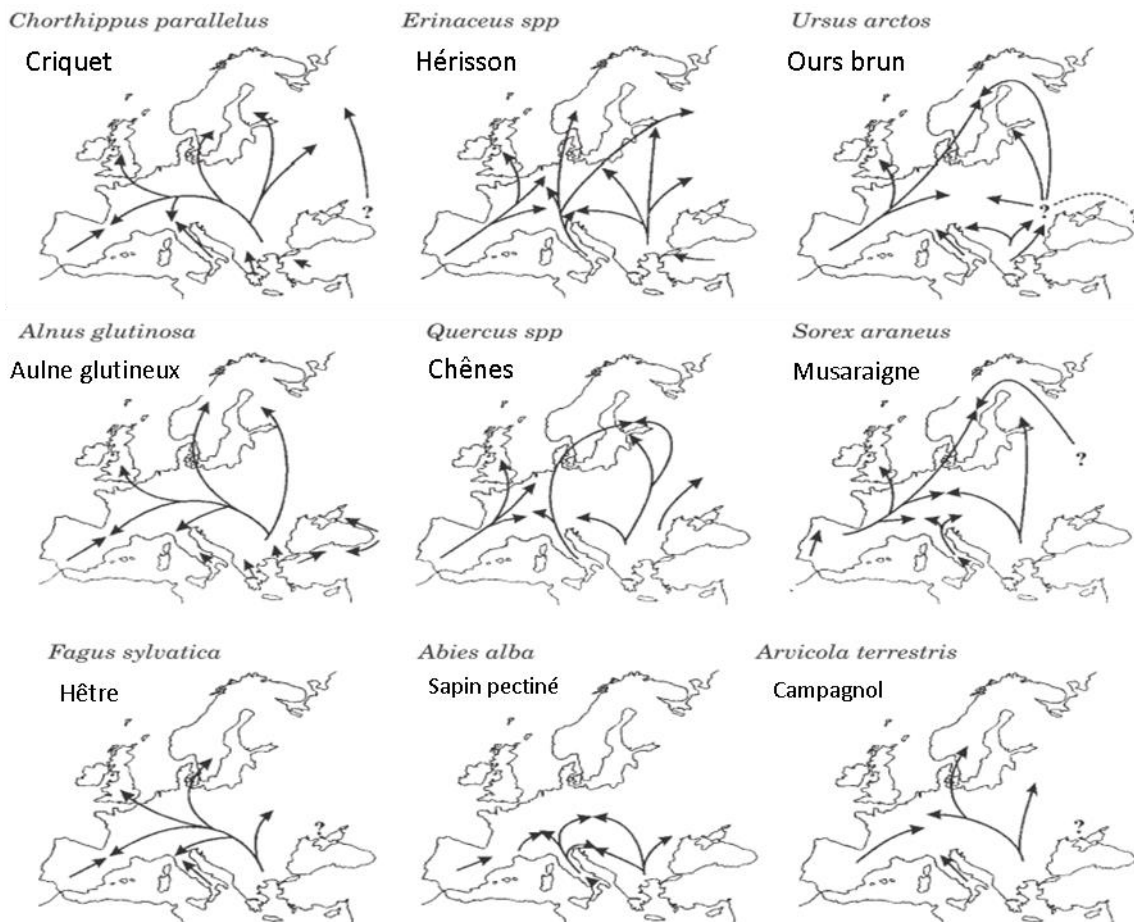 Chorthippus parallelus
Criquet
?
Erinaceus spp
Hérisson
Ursus arctos
Ours brun
?
?
Alnus glutinosa
Aulne glutineux
Quercus spp
Chênes
Sorex araneus
Musaraigne
?
Fagus sylvatica
Hêtre
?
Abies alba
Sapin pectiné
Arvicola terrestris
Campagnol
?